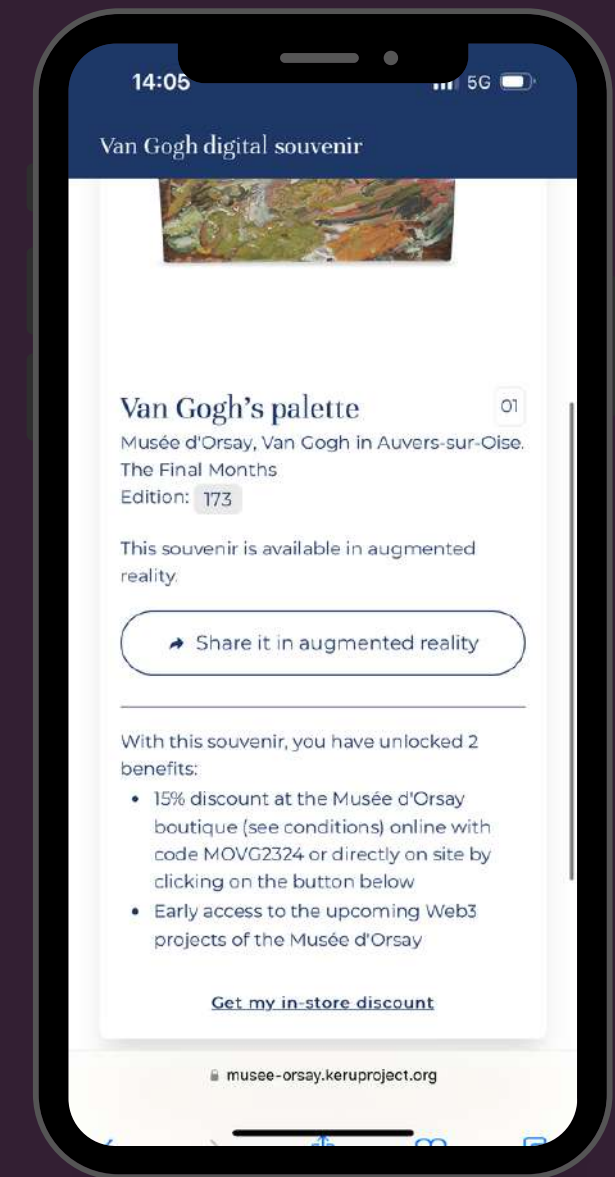 14:05
5G
Van Gogh digital souvenir
Van Gogh's palette
01
Musée d'Orsay, Van Gogh in Auvers-sur-Oise.
The Final Months
Edition: 173
This souvenir is available in augmented
reality.
Share it in augmented reality
With this souvenir, you have unlocked 2
benefits:
• 15% discount at the Musée d'Orsay
boutique (see conditions) online with
code MOVG2324 or directly on site by
clicking on the button below
• Early access to the upcoming Web3
projects of the Musée d'Orsay
Get my in-store discount
musee-orsay.keruproject.org